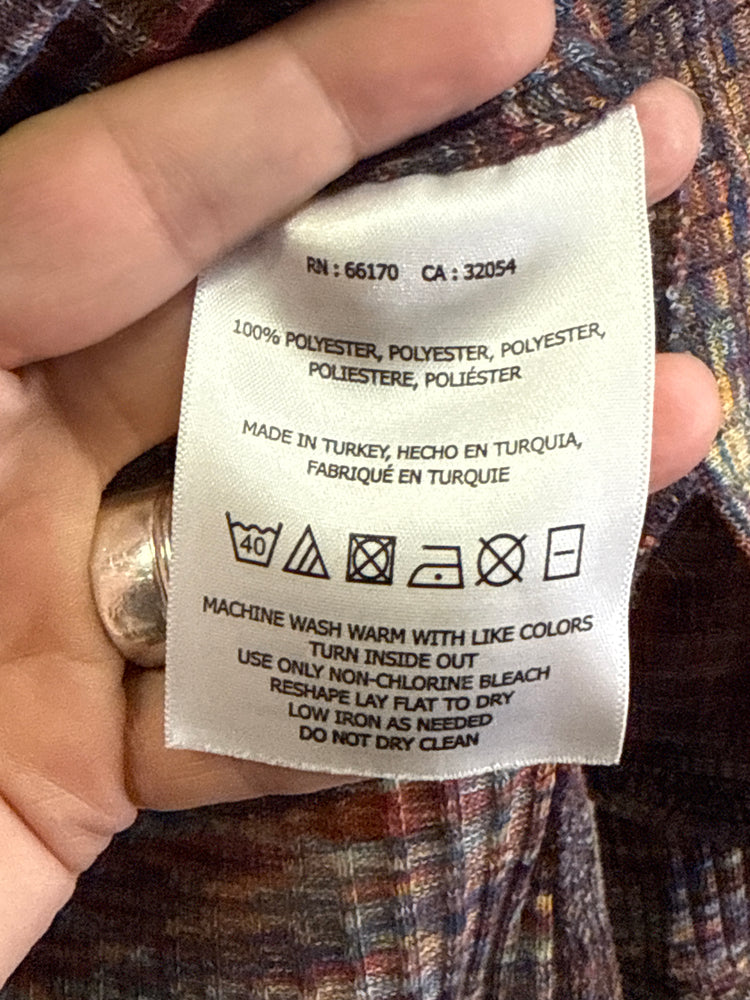 RN : 66170 CA : 32054
100% POLYESTER, POLYESTER, POLYESTER,
POLIESTERE, POLIÉSTER
MADE IN TURKEY, HECHO EN TURQUIA,
FABRIQUÉ EN TURQUIE
40
MACHINE WASH WARM WITH LIKE COLORS
TURN INSIDE OUT
USE ONLY NON-CHLORINE BLEACH
RESHAPE LAY FLAT TO DRY
LOW IRON AS NEEDED
DO NOT DRY CLEAN